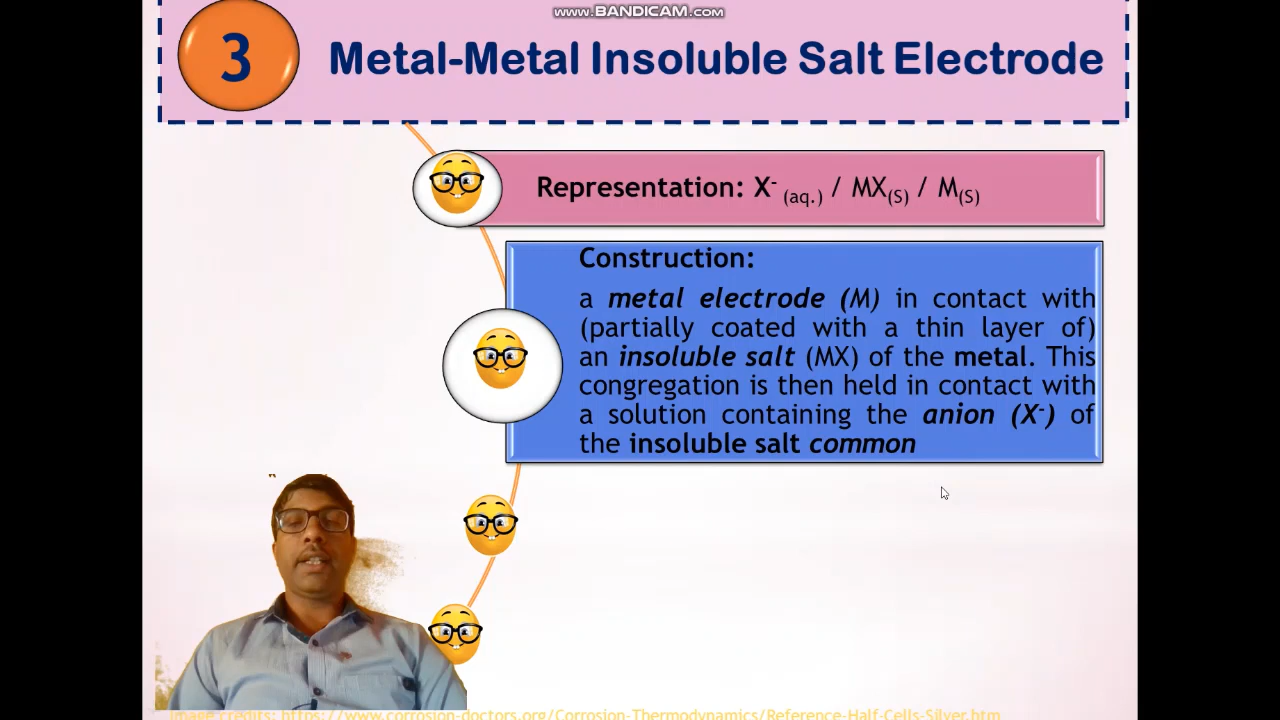 www.BANDICAM.com
3
Metal-Metal Insoluble Salt Electrode
Representation: X- (aq.) / MX(S) / M(S)
Construction:
a metal electrode (M) in contact with
(partially coated with a thin layer of)
an insoluble salt (MX) of the metal. This
congregation is then held in contact with
a solution containing the anion (X-) of
the insoluble salt common
Image credits: https://www.corrosion-doctors.org/Corrosion-Thermodynamics/Reference-Half-Cells-Silver.htm